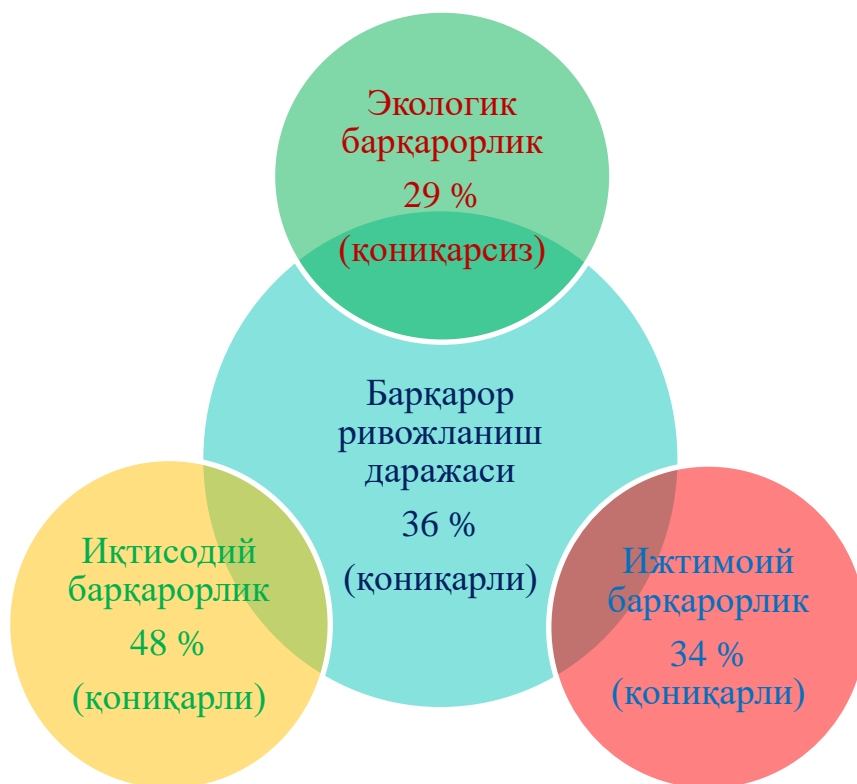 Экологик
барқарорлик
29 %
(қониқарсиз)
Барқарор
ривожланиш
даражаси
36 %
(қониқарли)
Иқтисодий
барқарорлик
48 %
(қониқарли)
Ижтимоий
барқарорлик
34 %
(қониқарли)